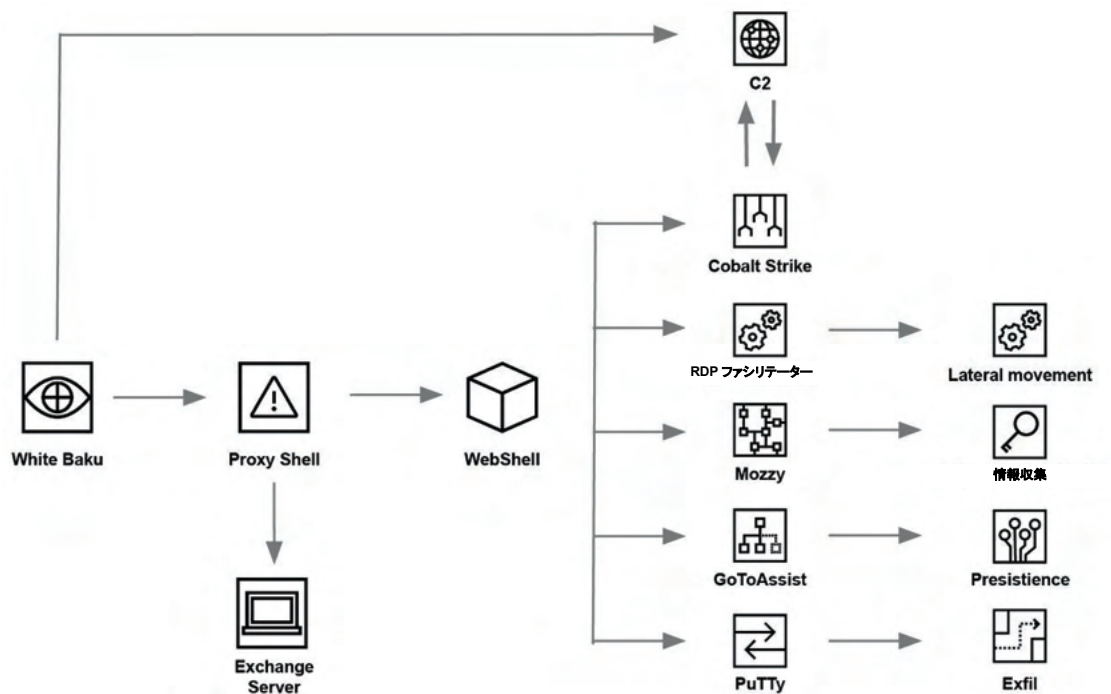 C2
Cobalt Strike
RDP ファシリテーター
Lateral movement
White Baku
Proxy Shell
WebShell
Mozzy
情報収集
GoToAssist
Presistience
Exchange
Server
PuTTy
Exfil